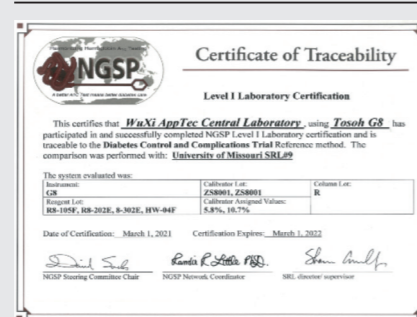 NGSP
Certificate of Traceability
Level I Laboratory Certification
This certifies that WuXi AppTec Central Laboratory, using Tosoh G8 has
participated in and successfully completed NGSP Level I Laboratory certification and is
traceable to the Diabetes Control and Complications Trial Reference method. The
comparison was performed with: University of Missouri SRL#9
The system evaluated was:
Instrument: Calibrator Lot: Column Lot:
G8 ZS8001, ZS8001 R
Reagent Lot: Calibrator Assigned Values:
R8-105F, R8-202E, 8-302E, HW-04F 5.8%, 10.7%
Date of Certification: March 1, 2021 Certification Expires: March 1, 2022
NGSP Steering Committee Chair NGSP Network Coordinator SRL director/ supervisor